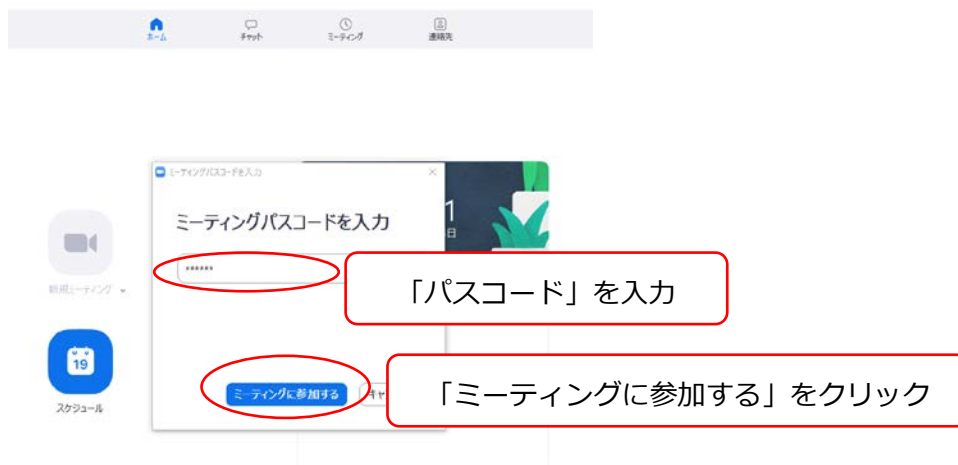 ホーム
チャット
ミーティング
連絡先
ミーティングパスコードを入力
ミーティングパスコードを入力
1
日
******
「パスコード」を入力
新規ミーティング
19
ミーティングに参加する
キャ
「ミーティングに参加する」をクリック
スケジュール